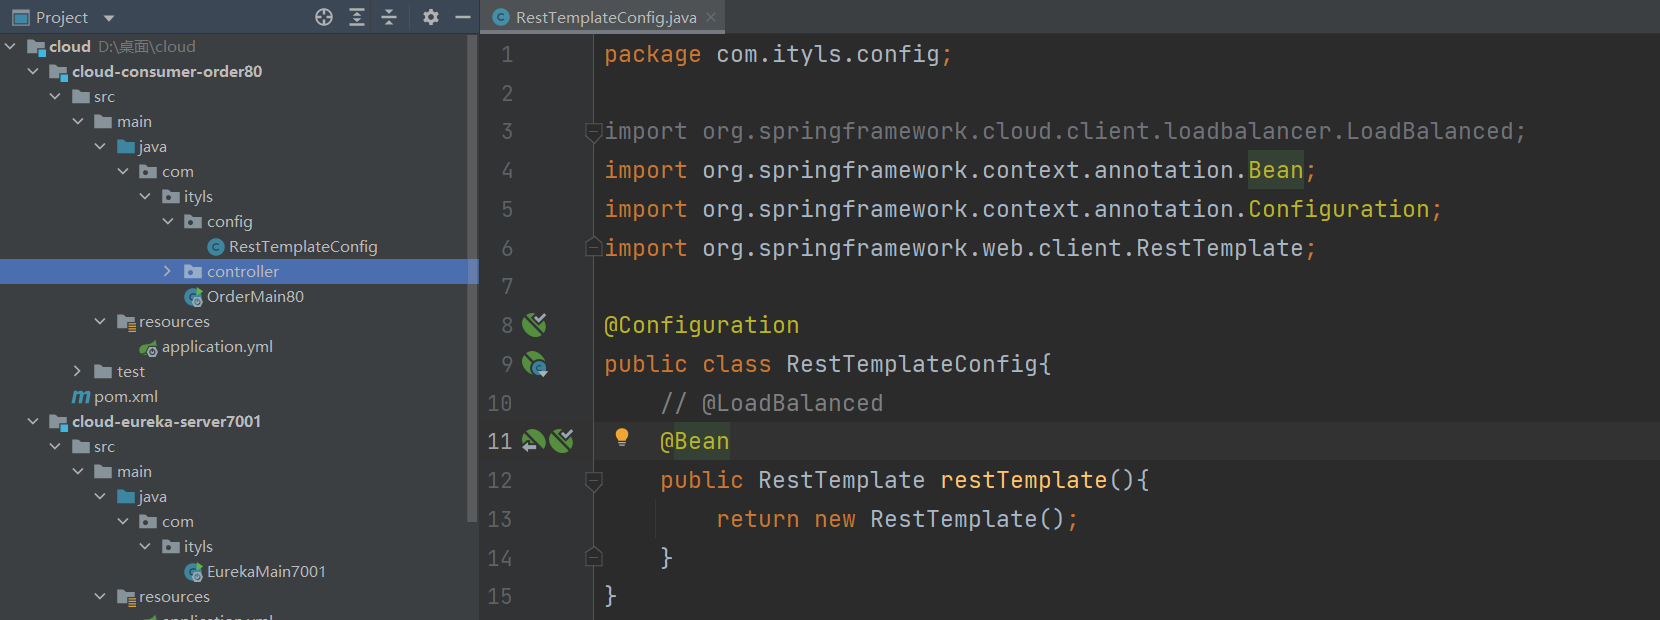 Project
cloud D:\桌面\cloud
cloud-consumer-order80
src
main
java
com
ityls
config
RestTemplateConfig
controller
OrderMain80
resources
application.yml
test
pom.xml
cloud-eureka-server7001
src
main
java
com
ityls
EurekaMain7001
resources
application.yml
RestTemplateConfig.java
1 package com.ityls.config;
2
3 import org.springframework.cloud.client.loadbalancer.LoadBalanced;
4 import org.springframework.context.annotation.Bean;
5 import org.springframework.context.annotation.Configuration;
6 import org.springframework.web.client.RestTemplate;
7
8 @Configuration
9 public class RestTemplateConfig{
10 // @LoadBalanced
11 @Bean
12 public RestTemplate restTemplate(){
13 return new RestTemplate();
14 }
15 }